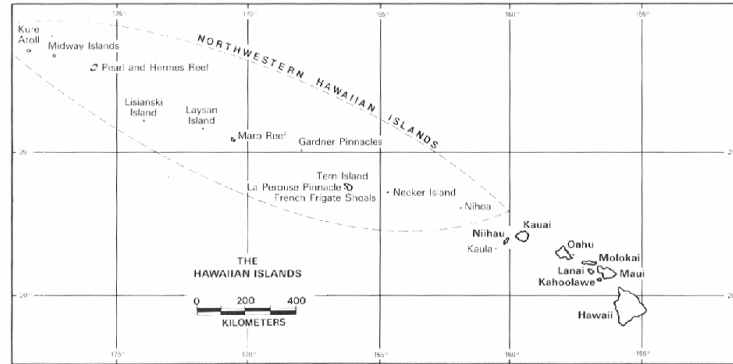 175°
170°
165°
160°
155°
Kure
Atoll
Midway Islands
Pearl and Hermes Reef
NORTHWESTERN HAWAIIAN ISLANDS
Lisianski
Island
Laysan
Island
Maro Reef
Gardner Pinnacles
25°
Tern Island
La Perouse Pinnacle
French Frigate Shoals
Necker Island
Nihoa
Niihau
Kauai
Kaula
Oahu
Molokai
Lanai
Maui
Kahoolawe
Hawaii
THE
HAWAIIAN ISLANDS
0 200 400
KILOMETERS
20°
175°
170°
165°
160°
155°